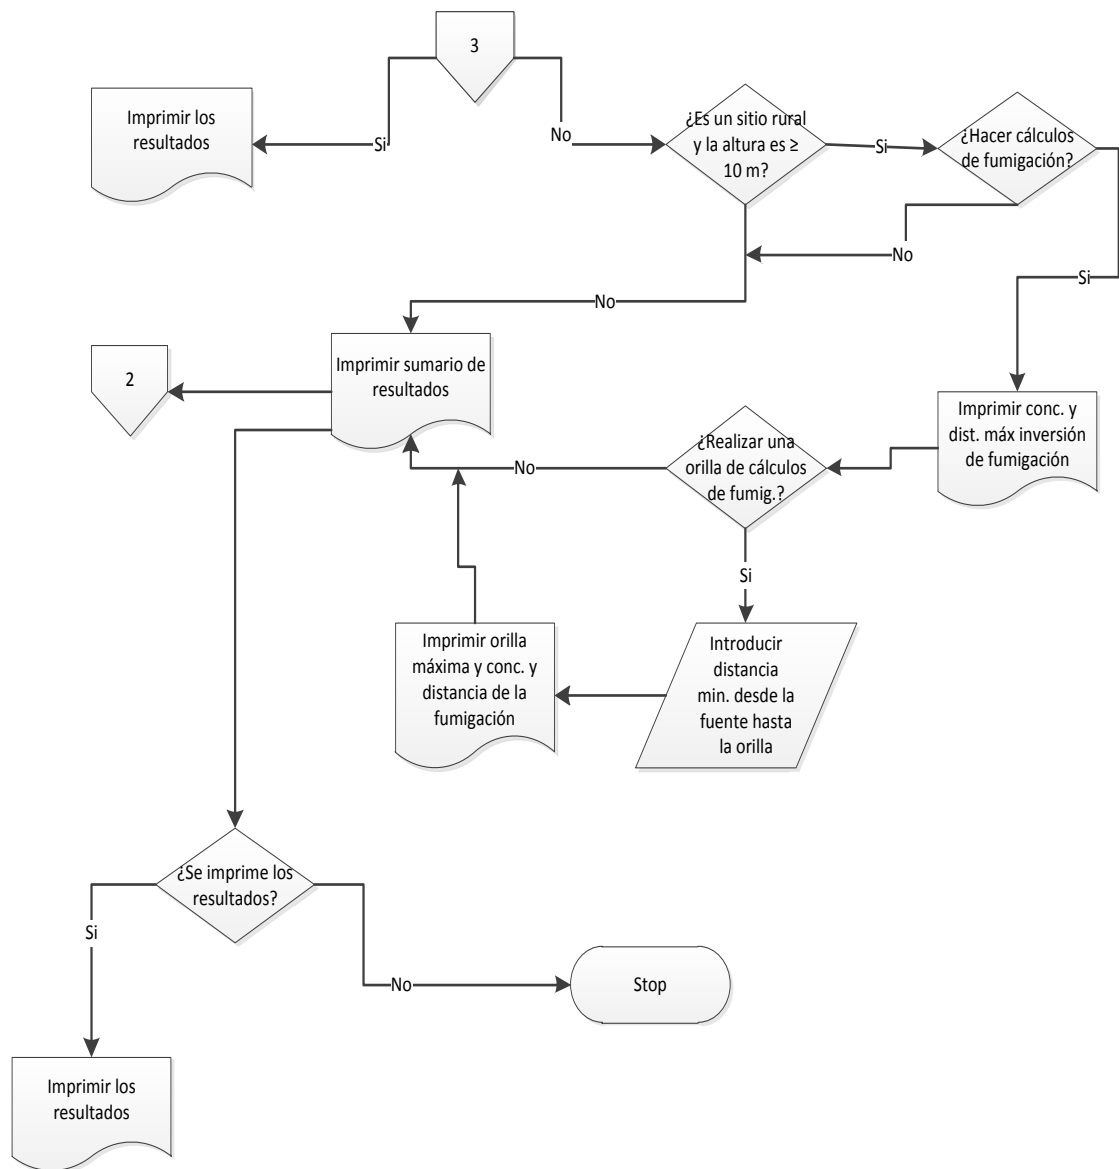 3
Imprimir los
resultados
Si
No
¿Es un sitio rural
y la altura es ≥
10 m?
Si
¿Hacer cálculos
de fumigación?
No
Si
No
2
Imprimir sumario de
resultados
¿Realizar una
orilla de cálculos
de fumig.?
No
Imprimir conc. y
dist. máx inversión
de fumigación
Si
Imprimir orilla
máxima y conc. y
distancia de la
fumigación
Introducir
distancia
min. desde la
fuente hasta
la orilla
¿Se imprime los
resultados?
Si
No
Stop
Imprimir los
resultados